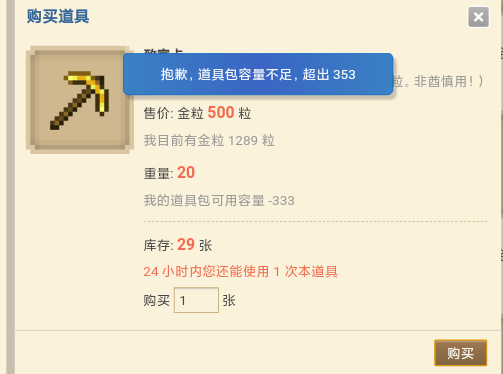 购买道具
抱歉，道具包容量不足，超出 353
粒。非酋慎用！）
售价: 金粒 500 粒
我目前有金粒 1289 粒
重量: 20
我的道具包可用容量 -333
库存: 29 张
24 小时内您还能使用 1 次本道具
购买 1 张
购买